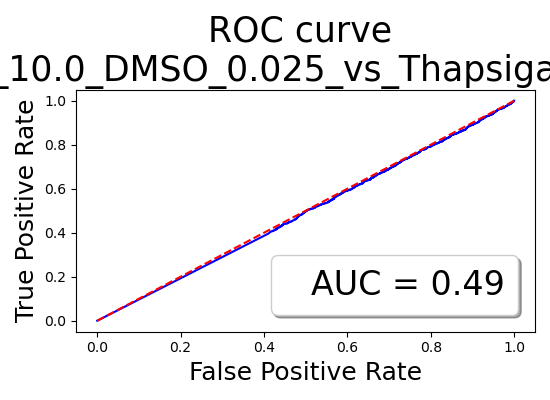 ROC curve
_10.0_DMSO_0.025_vs_Thapsiga
1.0
0.8
0.6
0.4
0.2
0.0
True Positive Rate
AUC = 0.49
0.0 0.2 0.4 0.6 0.8 1.0
False Positive Rate